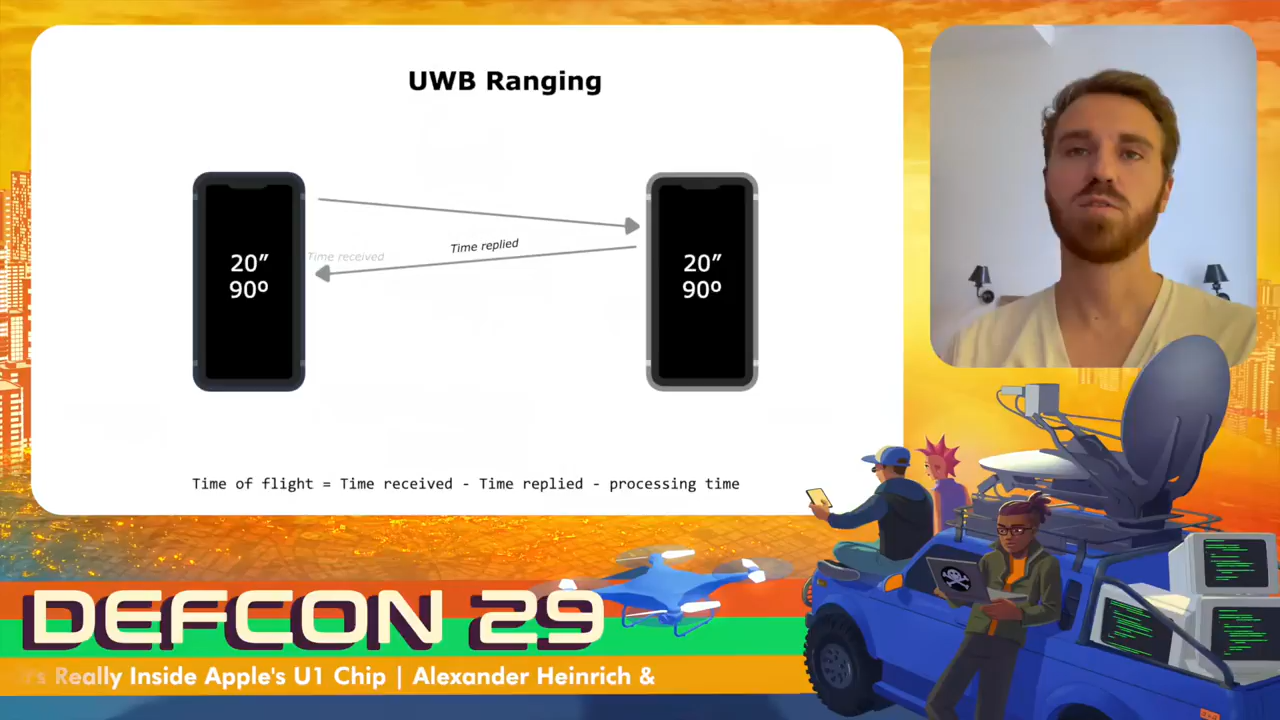 UWB Ranging
Time replied
Time received
20”
90º
20”
90º
Time of flight = Time received - Time replied - processing time
DEFCON 29
's Really Inside Apple's U1 Chip | Alexander Heinrich &